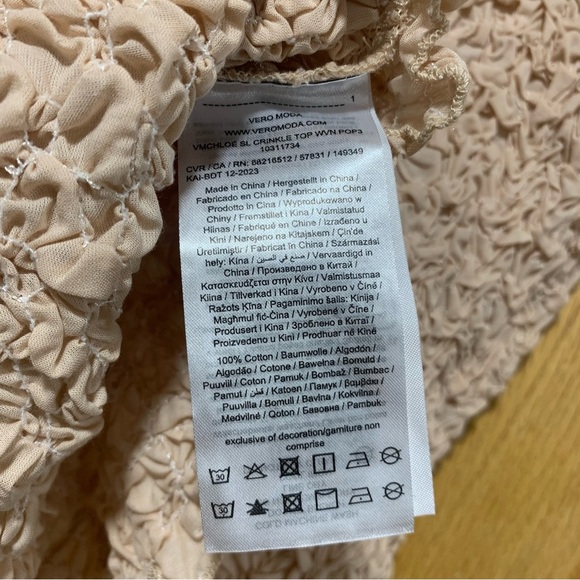 1
VERO MODA
WWW.VEROMODA.COM
VMCHLOE SL CRINKLE TOP WVN POP3
10311734
CVR / CA / RN: 88216512 / 57831 / 149349
KAI-BDT 12-2023
Made in China / Hergestellt in China /
Fabricado en China / Fabricado na China /
Prodotto in Cina / Wyprodukowano w
Chiny / Fremstillet i Kina / Valmistatud
Hiina / Fabriqué en Chine / Izrađeno u
Kini / Narejeno na Kitajskem / Çin'de
Üretilmiştir / Fabricat în China / Származási
hely: Kína / صنع في الصين / Vervaardigd in
China / Произведено в Китай /
Κατασκευάζεται στην Κίνα / Valmistusmaa
Kiina / Tillverkad i Kina / Vyrobeno v Číně /
Ražots Ķīna / Pagaminimo šalis: Kinija /
Magħmul fiċ-Ċina / Vyrobené v Číne /
Produsert i Kina / Зроблено в Китаї /
Proizvedeno u Kini / Prodhuar në Kinë
100% Cotton / Baumwolle / Algodón /
Algodão / Cotone / Bawełna / Bomuld /
Puuvill / Coton / Pamuk / Bombaž / Bumbac /
Pamut / قطن / Katoen / Памук / βαμβάκι /
Puuvilla / Bomull / Bavlna / Kokvilna /
Medvilnė / Qoton / Бавовна / Pambuk
exclusive of decoration/garniture non
comprise
30
30